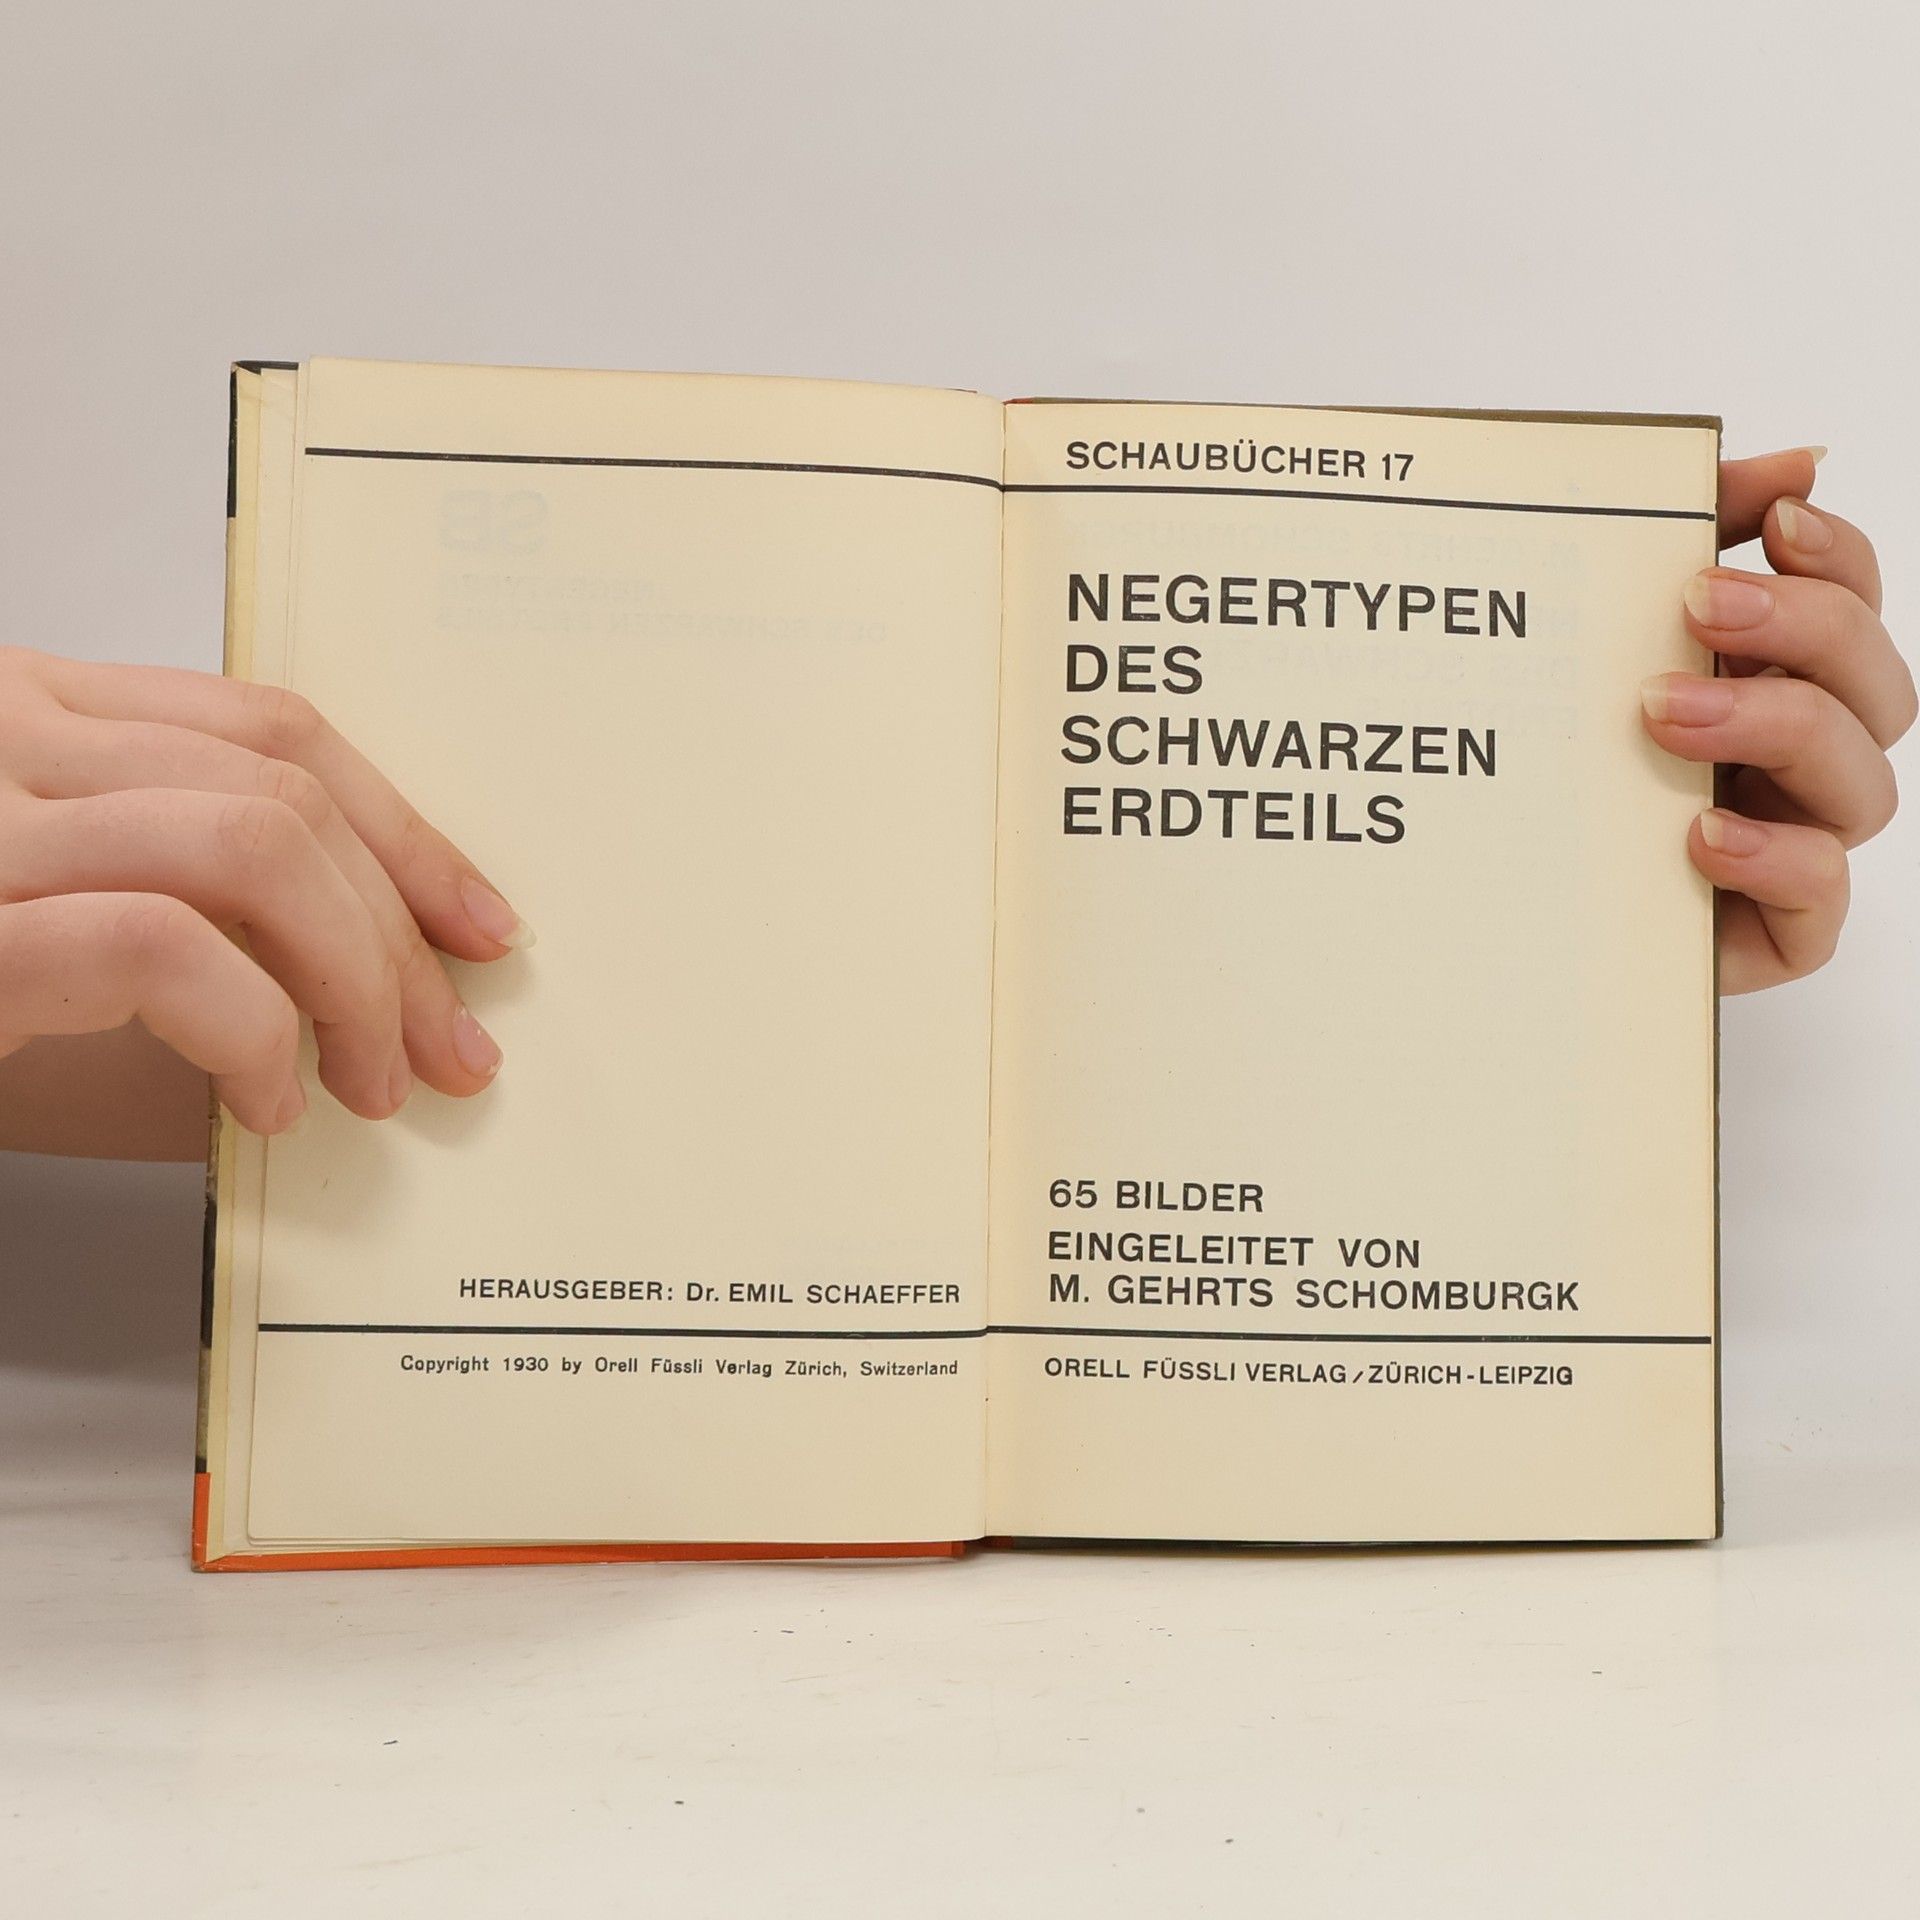 HERAUSGEBER: Dr. EMIL SCHAEFFER
Copyright 1930 by Orell Füssli Verlag Zürich, Switzerland
SCHAUBÜCHER 17
NEGERTYPEN
DES
SCHWARZEN
ERDTEILS
65 BILDER
EINGELEITET VON
M. GEHRTS SCHOMBURGK
ORELL FÜSSLI VERLAG / ZÜRICH-LEIPZIG